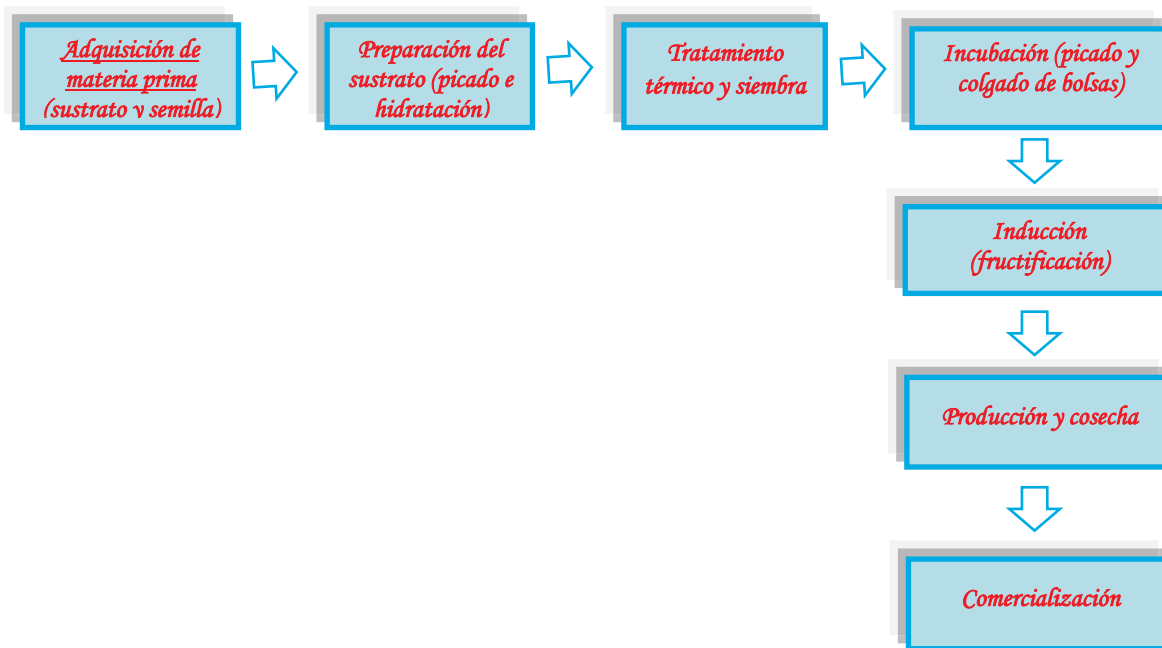 Adquisición de
materia prima
(sustrato y semilla)
Preparación del
sustrato (picado e
hidratación)
Tratamiento
térmico y siembra
Incubación (picado y
colgado de bolsas)
Inducción
(fructificación)
Producción y cosecha
Comercialización